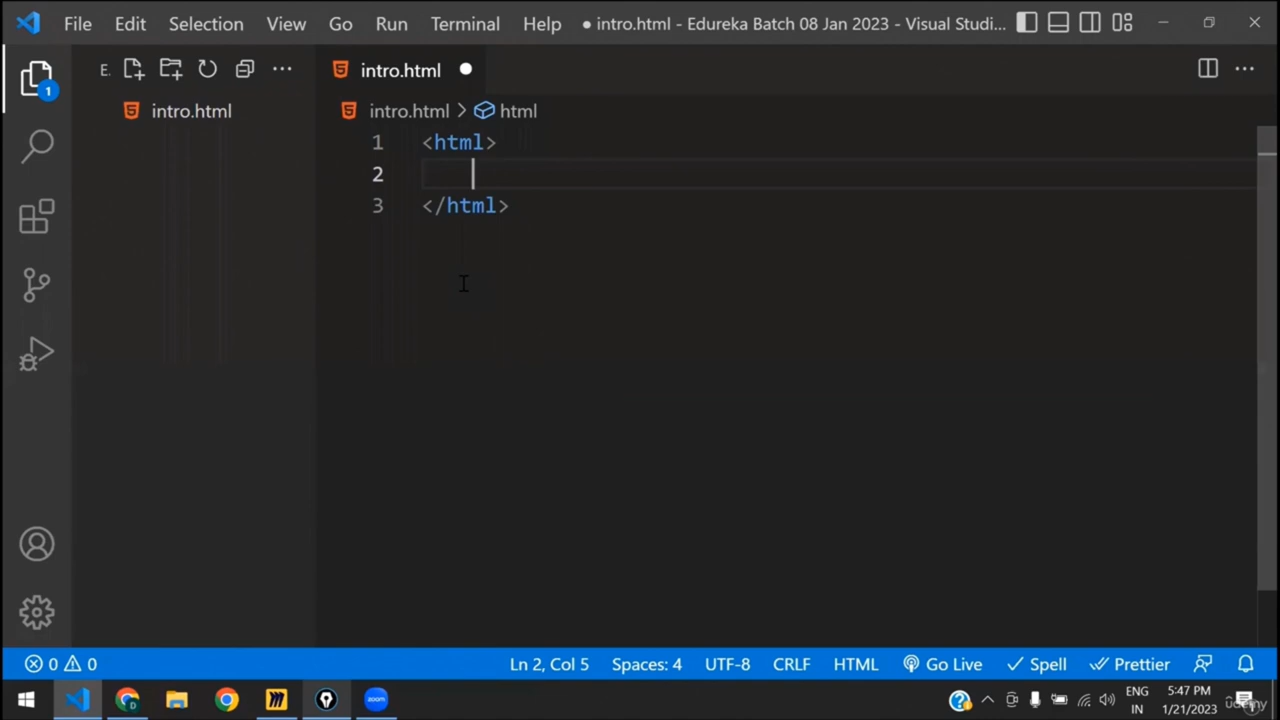 File Edit Selection View Go Run Terminal Help ● intro.html - Edureka Batch 08 Jan 2023 - Visual Studi...
E. ... intro.html ● ...
1
intro.html intro.html > html
1 <html>
2
3 </html>
0 0 Ln 2, Col 5 Spaces: 4 UTF-8 CRLF HTML Go Live Spell Prettier
zoom ENG 5:47 PM
IN 1/21/2023 udemy